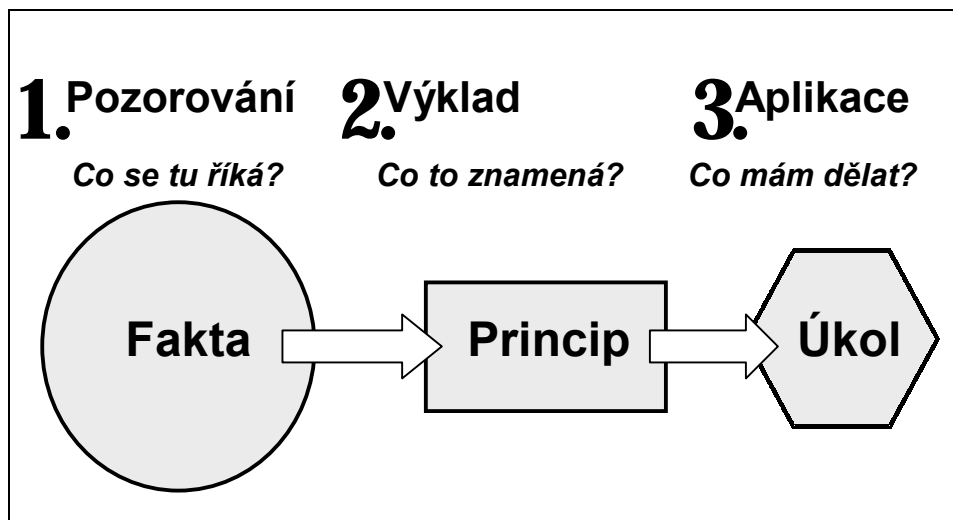 1. Pozorování
2. Výklad
3. Aplikace
Co se tu říká?
Co to znamená?
Co mám dělat?
Fakta
Princip
Úkol